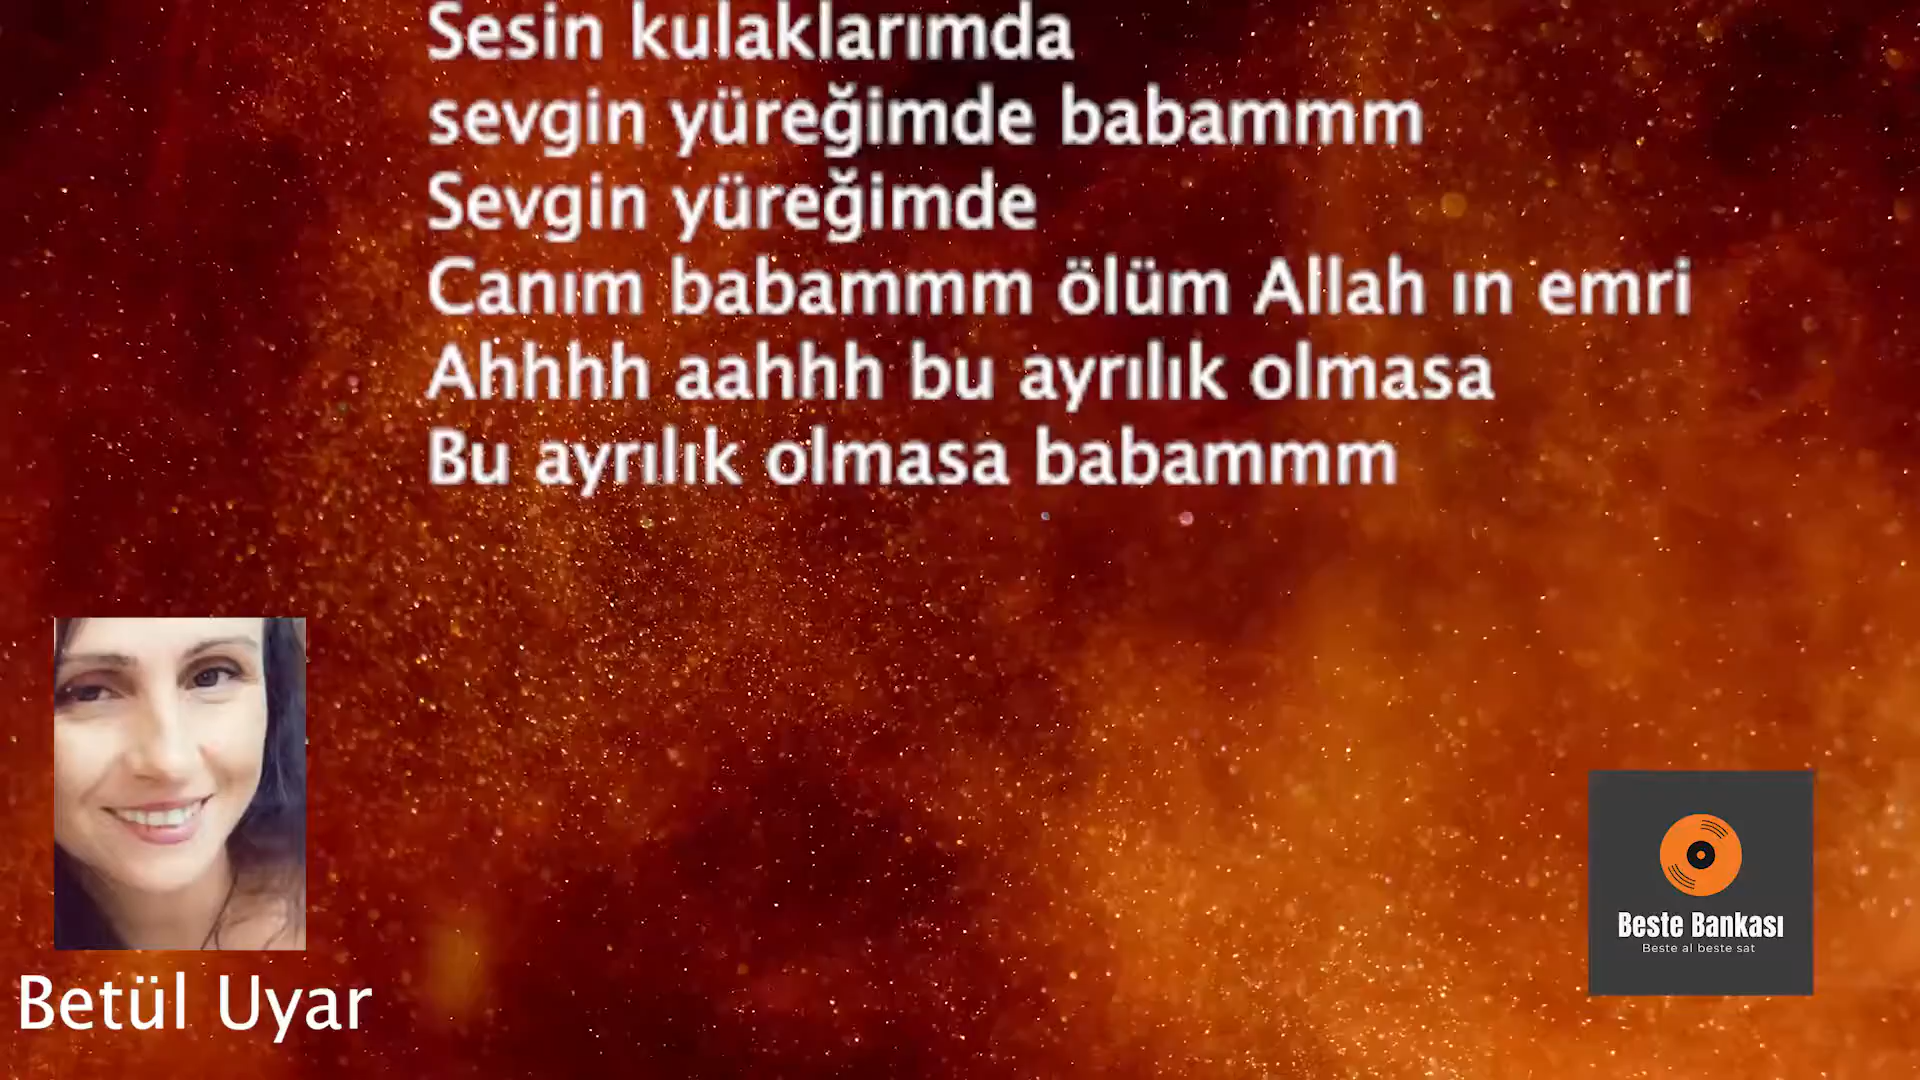 Sesin kulaklarımda
sevgin yüreğimde babammm
Sevgin yüreğimde
Canım babammm ölüm Allah ın emri
Ahhhh aahhh bu ayrılık olmasa
Bu ayrılık olmasa babammm
Betül Uyar
Beste Bankası
Beste al beste sat